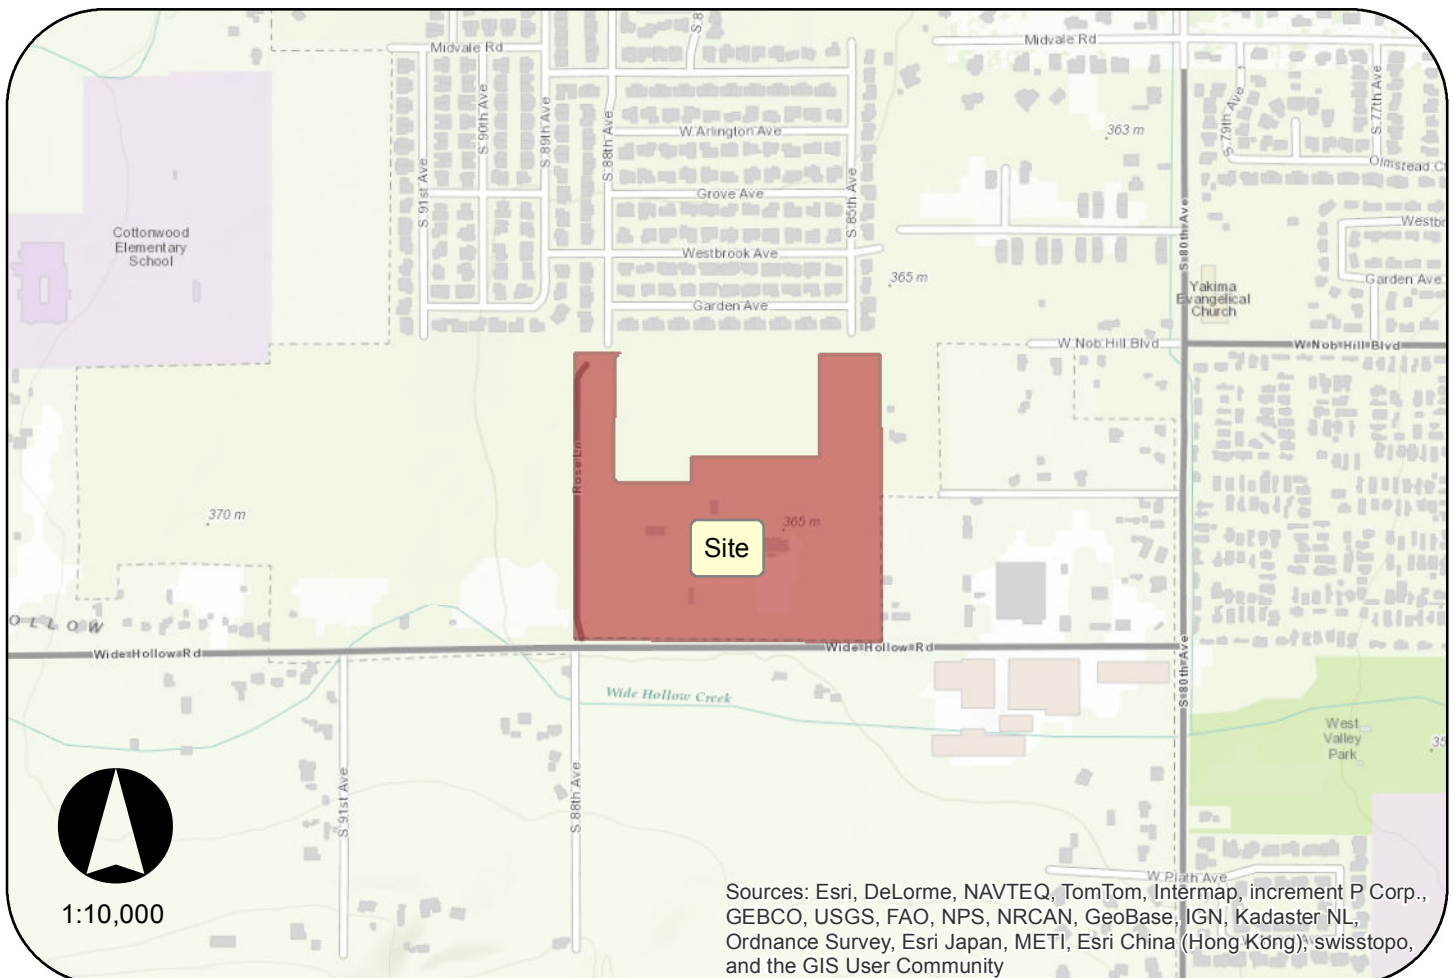 S.8
Midvale Rd
Midvale Rd
S.90th Ave
S.89th Ave
S.88th Ave
W Arlington Ave
363 m
S.79th Ave
S.77th Ave
Olmstead C
S.91st Ave
Grove Ave
S.85th Ave
S.80th Ave
Westb
Cottonwood
Elementary
School
Westbrook Ave
365 m
Garden Ave
Garden Ave
Yakima
Evangelical
Church
W Nob Hill Blvd
W Nob Hill Blvd
Rose Ln
370 m
365 m
Site
OLLOW
Wide Hollow Rd
Wide Hollow Rd
S.80th Ave
Wide Hollow Creek
West
Valley
Park
35
S.91st Ave
S.88th Ave
W Plath Ave
1:10,000
Sources: Esri, DeLorme, NAVTEQ, TomTom, Intermap, increment P Corp.,
GEBCO, USGS, FAO, NPS, NRCAN, GeoBase, IGN, Kadaster NL,
Ordnance Survey, Esri Japan, METI, Esri China (Hong Kong), swisstopo,
and the GIS User Community